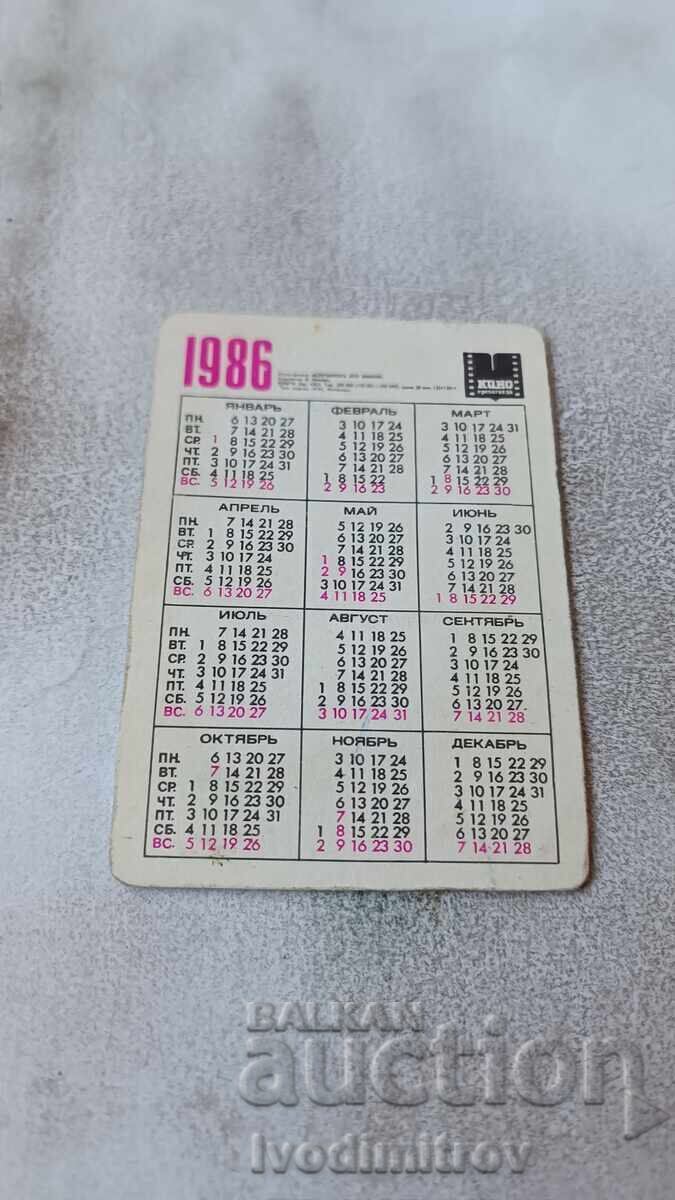 1986
КИНО
ЯНВАРЬ
ПН. 6 13 20 27
ВТ. 7 14 21 28
СР. 1 8 15 22 29
ЧТ. 2 9 16 23 30
ПТ. 3 10 17 24 31
СБ. 4 11 18 25
ВС. 5 12 19 26
ФЕВРАЛЬ
3 10 17 24
4 11 18 25
5 12 19 26
6 13 20 27
7 14 21 28
1 8 15 22
2 9 16 23
МАРТ
3 10 17 24 31
4 11 18 25
5 12 19 26
6 13 20 27
7 14 21 28
1 8 15 22 29
2 9 16 23 30
АПРЕЛЬ
ПН. 7 14 21 28
ВТ. 1 8 15 22 29
СР. 2 9 16 23 30
ЧТ. 3 10 17 24
ПТ. 4 11 18 25
СБ. 5 12 19 26
ВС. 6 13 20 27
МАЙ
5 12 19 26
6 13 20 27
7 14 21 28
1 8 15 22 29
2 9 16 23 30
3 10 17 24 31
4 11 18 25
ИЮНЬ
2 9 16 23 30
3 10 17 24
4 11 18 25
5 12 19 26
6 13 20 27
7 14 21 28
1 8 15 22 29
ИЮЛЬ
ПН. 7 14 21 28
ВТ. 1 8 15 22 29
СР. 2 9 16 23 30
ЧТ. 3 10 17 24 31
ПТ. 4 11 18 25
СБ. 5 12 19 26
ВС. 6 13 20 27
АВГУСТ
4 11 18 25
5 12 19 26
6 13 20 27
7 14 21 28
1 8 15 22 29
2 9 16 23 30
3 10 17 24 31
СЕНТЯБРЬ
1 8 15 22 29
2 9 16 23 30
3 10 17 24
4 11 18 25
5 12 19 26
6 13 20 27
7 14 21 28
ОКТЯБРЬ
ПН. 6 13 20 27
ВТ. 7 14 21 28
СР. 1 8 15 22 29
ЧТ. 2 9 16 23 30
ПТ. 3 10 17 24 31
СБ. 4 11 18 25
ВС. 5 12 19 26
НОЯБРЬ
3 10 17 24
4 11 18 25
5 12 19 26
6 13 20 27
7 14 21 28
1 8 15 22 29
2 9 16 23 30
ДЕКАБРЬ
1 8 15 22 29
2 9 16 23 30
3 10 17 24 31
4 11 18 25
5 12 19 26
6 13 20 27
7 14 21 28
BALKAN
auction
Ivodimitrov